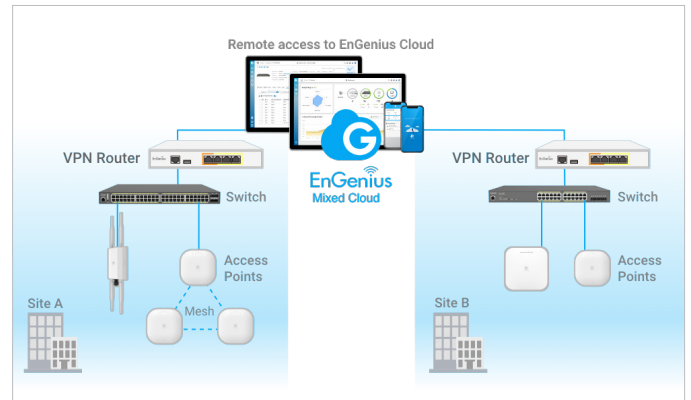 Remote access to EnGenius Cloud
VPN Router
Switch
Access
Points
Mesh
Site A
G
EnGenius
Mixed Cloud
VPN Router
Switch
Access
Points
Site B